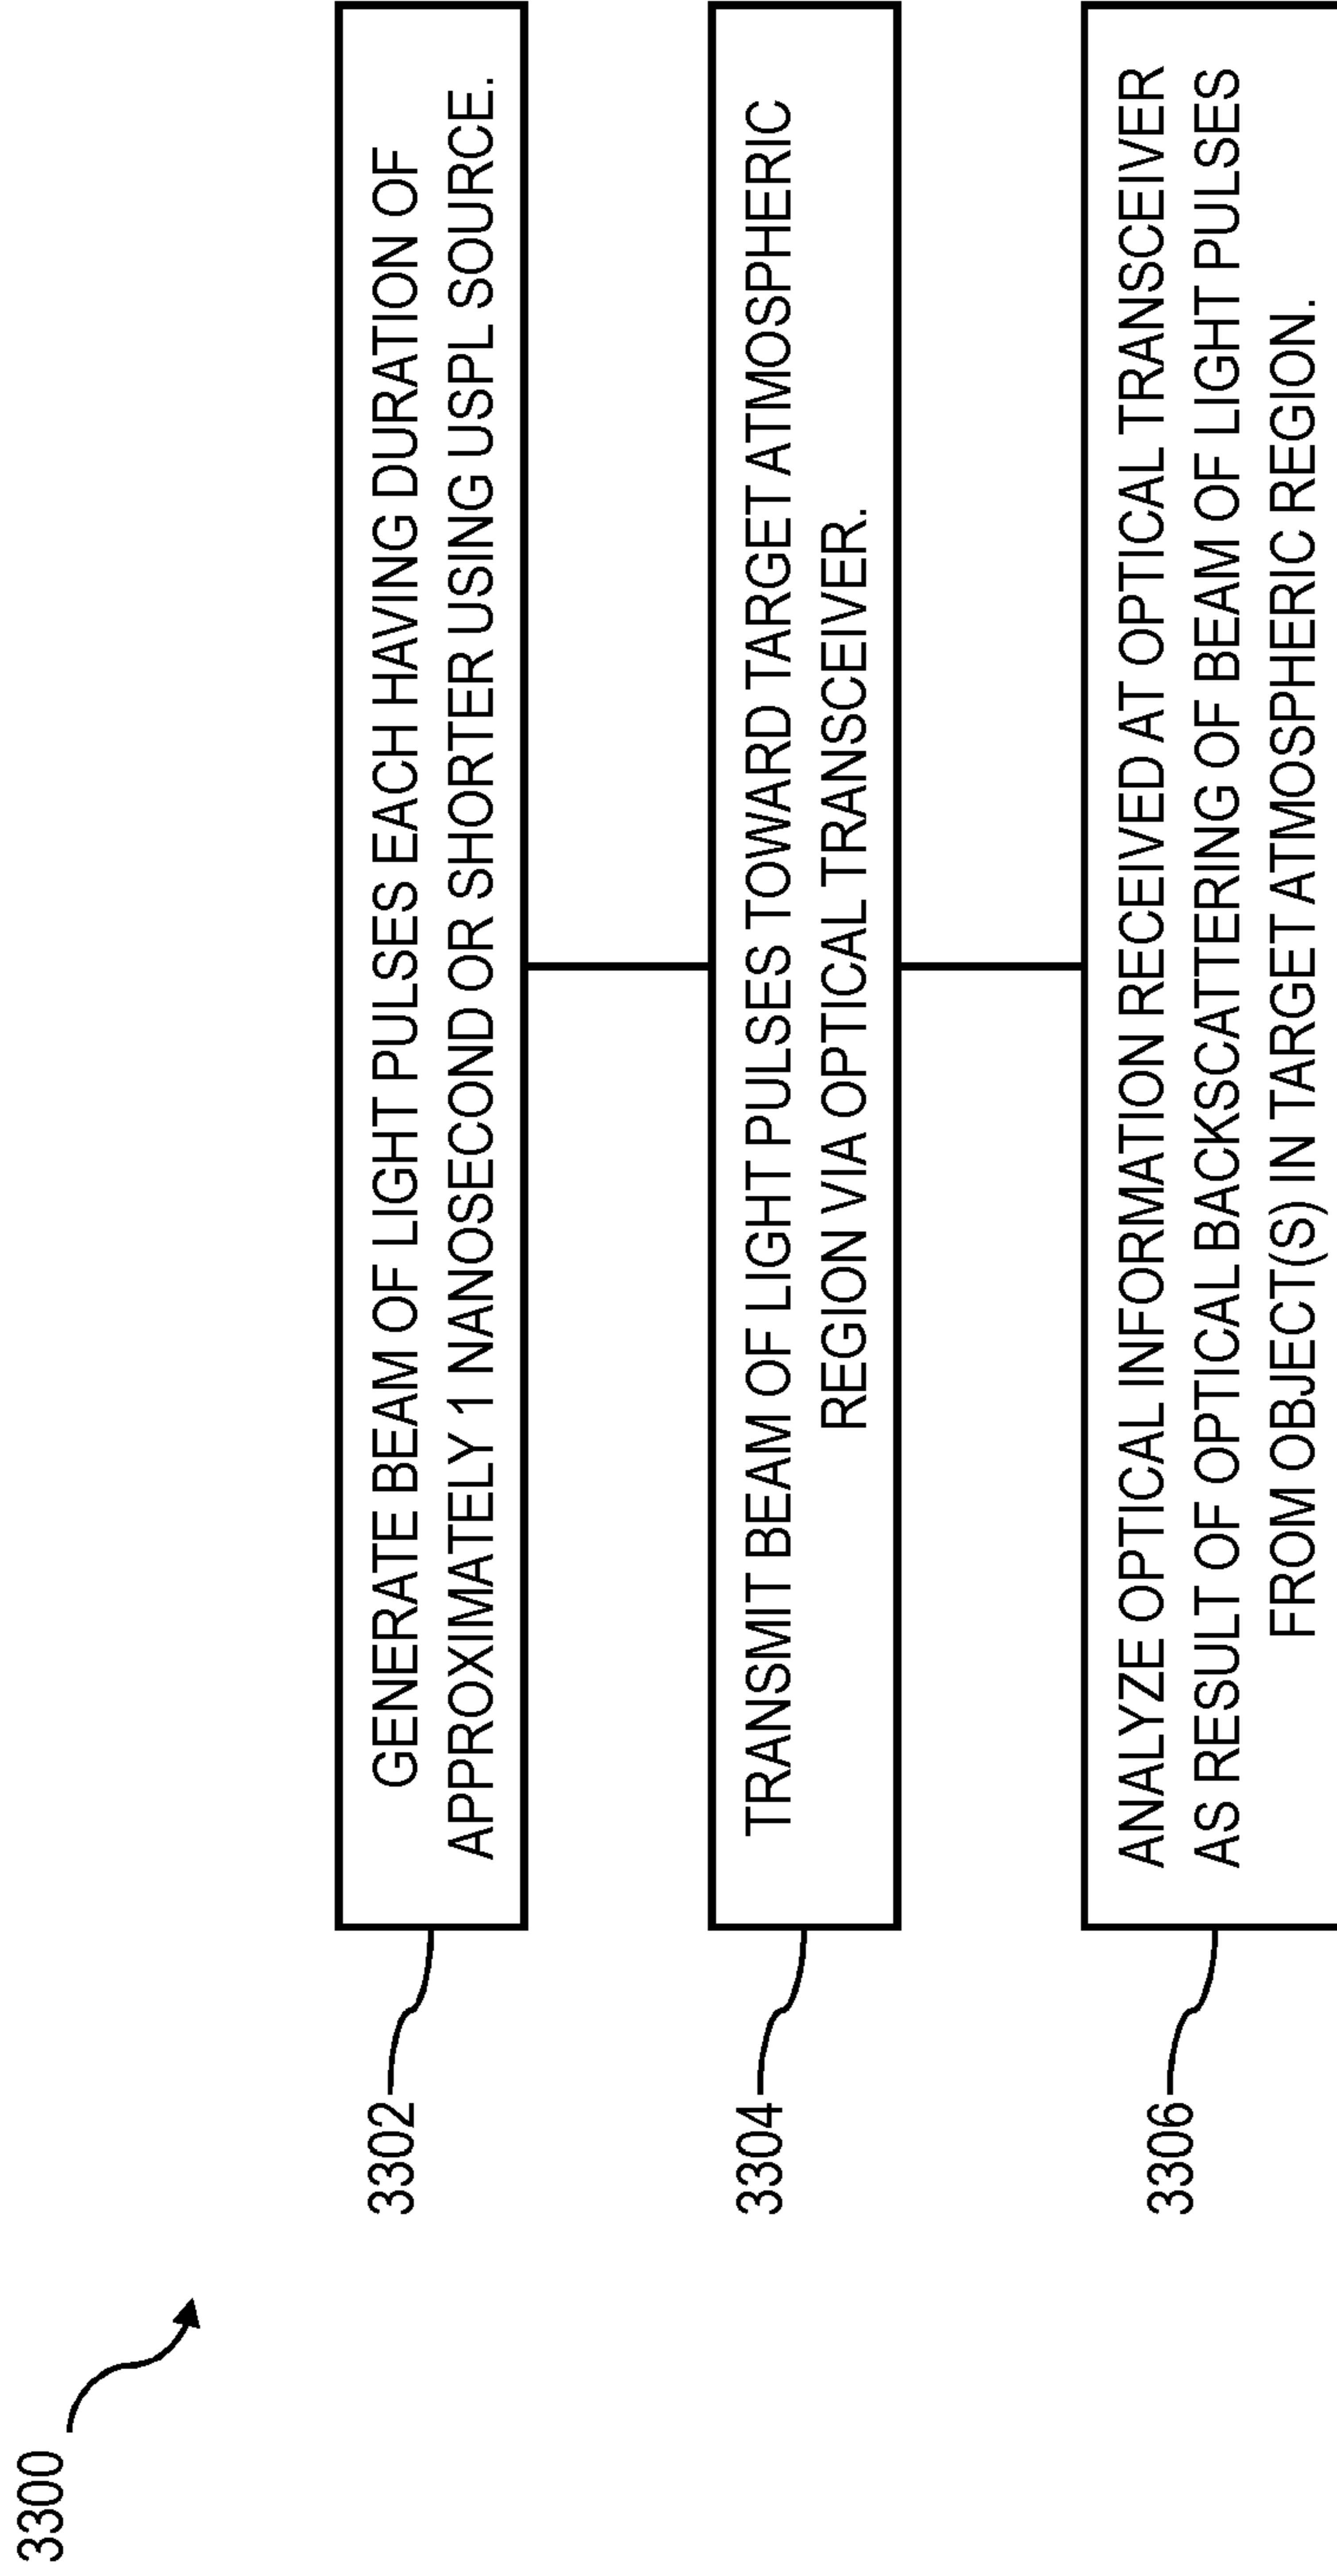 3300
3302
GENERATE BEAM OF LIGHT PULSES EACH HAVING DURATION OF
APPROXIMATELY 1 NANOSECOND OR SHORTER USING USPL SOURCE.
3304
TRANSMIT BEAM OF LIGHT PULSES TOWARD TARGET ATMOSPHERIC
REGION VIA OPTICAL TRANSCEIVER.
3306
ANALYZE OPTICAL INFORMATION RECEIVED AT OPTICAL TRANSCEIVER
AS RESULT OF OPTICAL BACKSCATTERING OF BEAM OF LIGHT PULSES
FROM OBJECT(S) IN TARGET ATMOSPHERIC REGION.